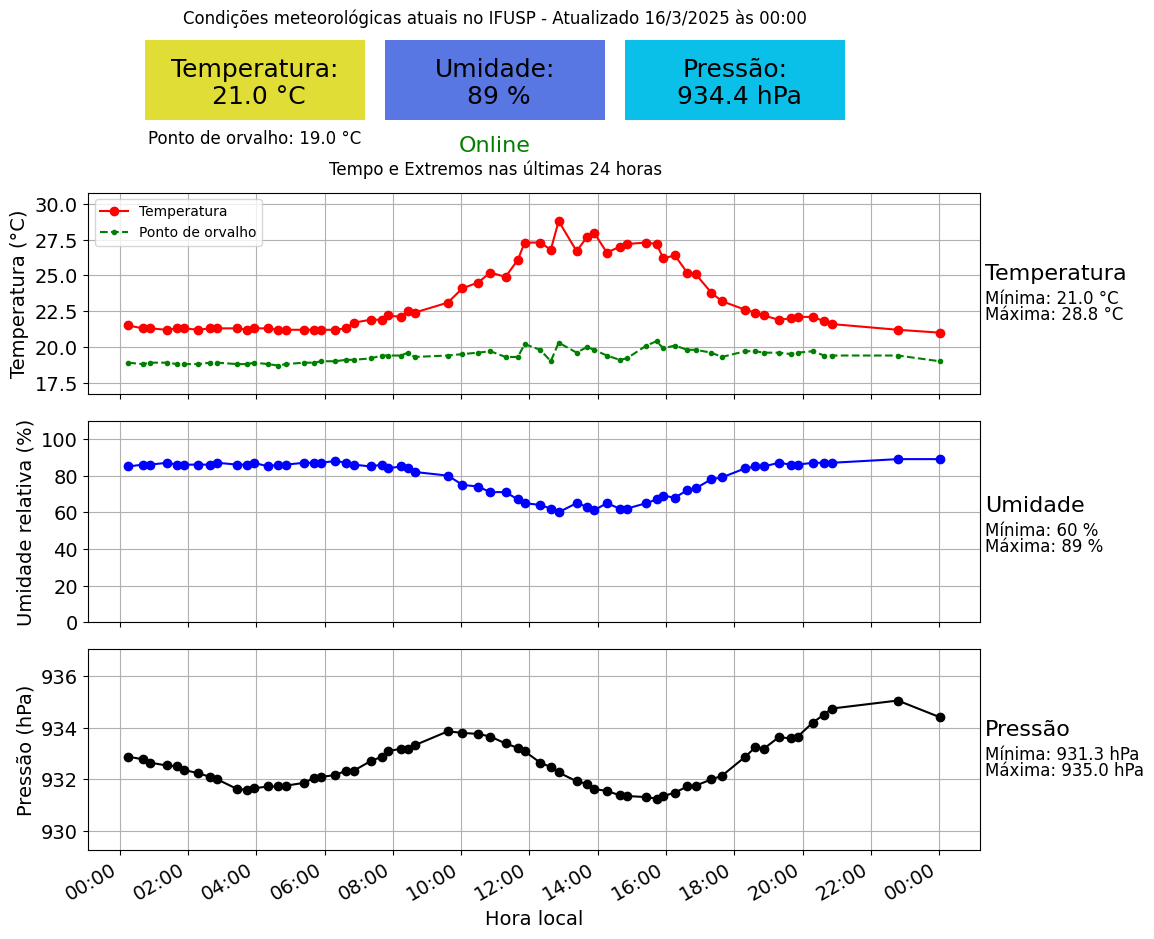 Condições meteorológicas atuais no IFUSP - Atualizado 16/3/2025 às 00:00
Temperatura:
21.0 °C
Umidade:
89 %
Pressão:
934.4 hPa
Ponto de orvalho: 19.0 °C
Online
Tempo e Extremos nas últimas 24 horas
Temperatura (°C)
30.0
27.5
25.0
22.5
20.0
17.5
Temperatura
Ponto de orvalho
Temperatura
Mínima: 21.0 °C
Máxima: 28.8 °C
Umidade relativa (%)
100
80
60
40
20
0
Umidade
Mínima: 60 %
Máxima: 89 %
Pressão (hPa)
936
934
932
930
Pressão
Mínima: 931.3 hPa
Máxima: 935.0 hPa
00:00 02:00 04:00 06:00 08:00 10:00 12:00 14:00 16:00 18:00 20:00 22:00 00:00
Hora local